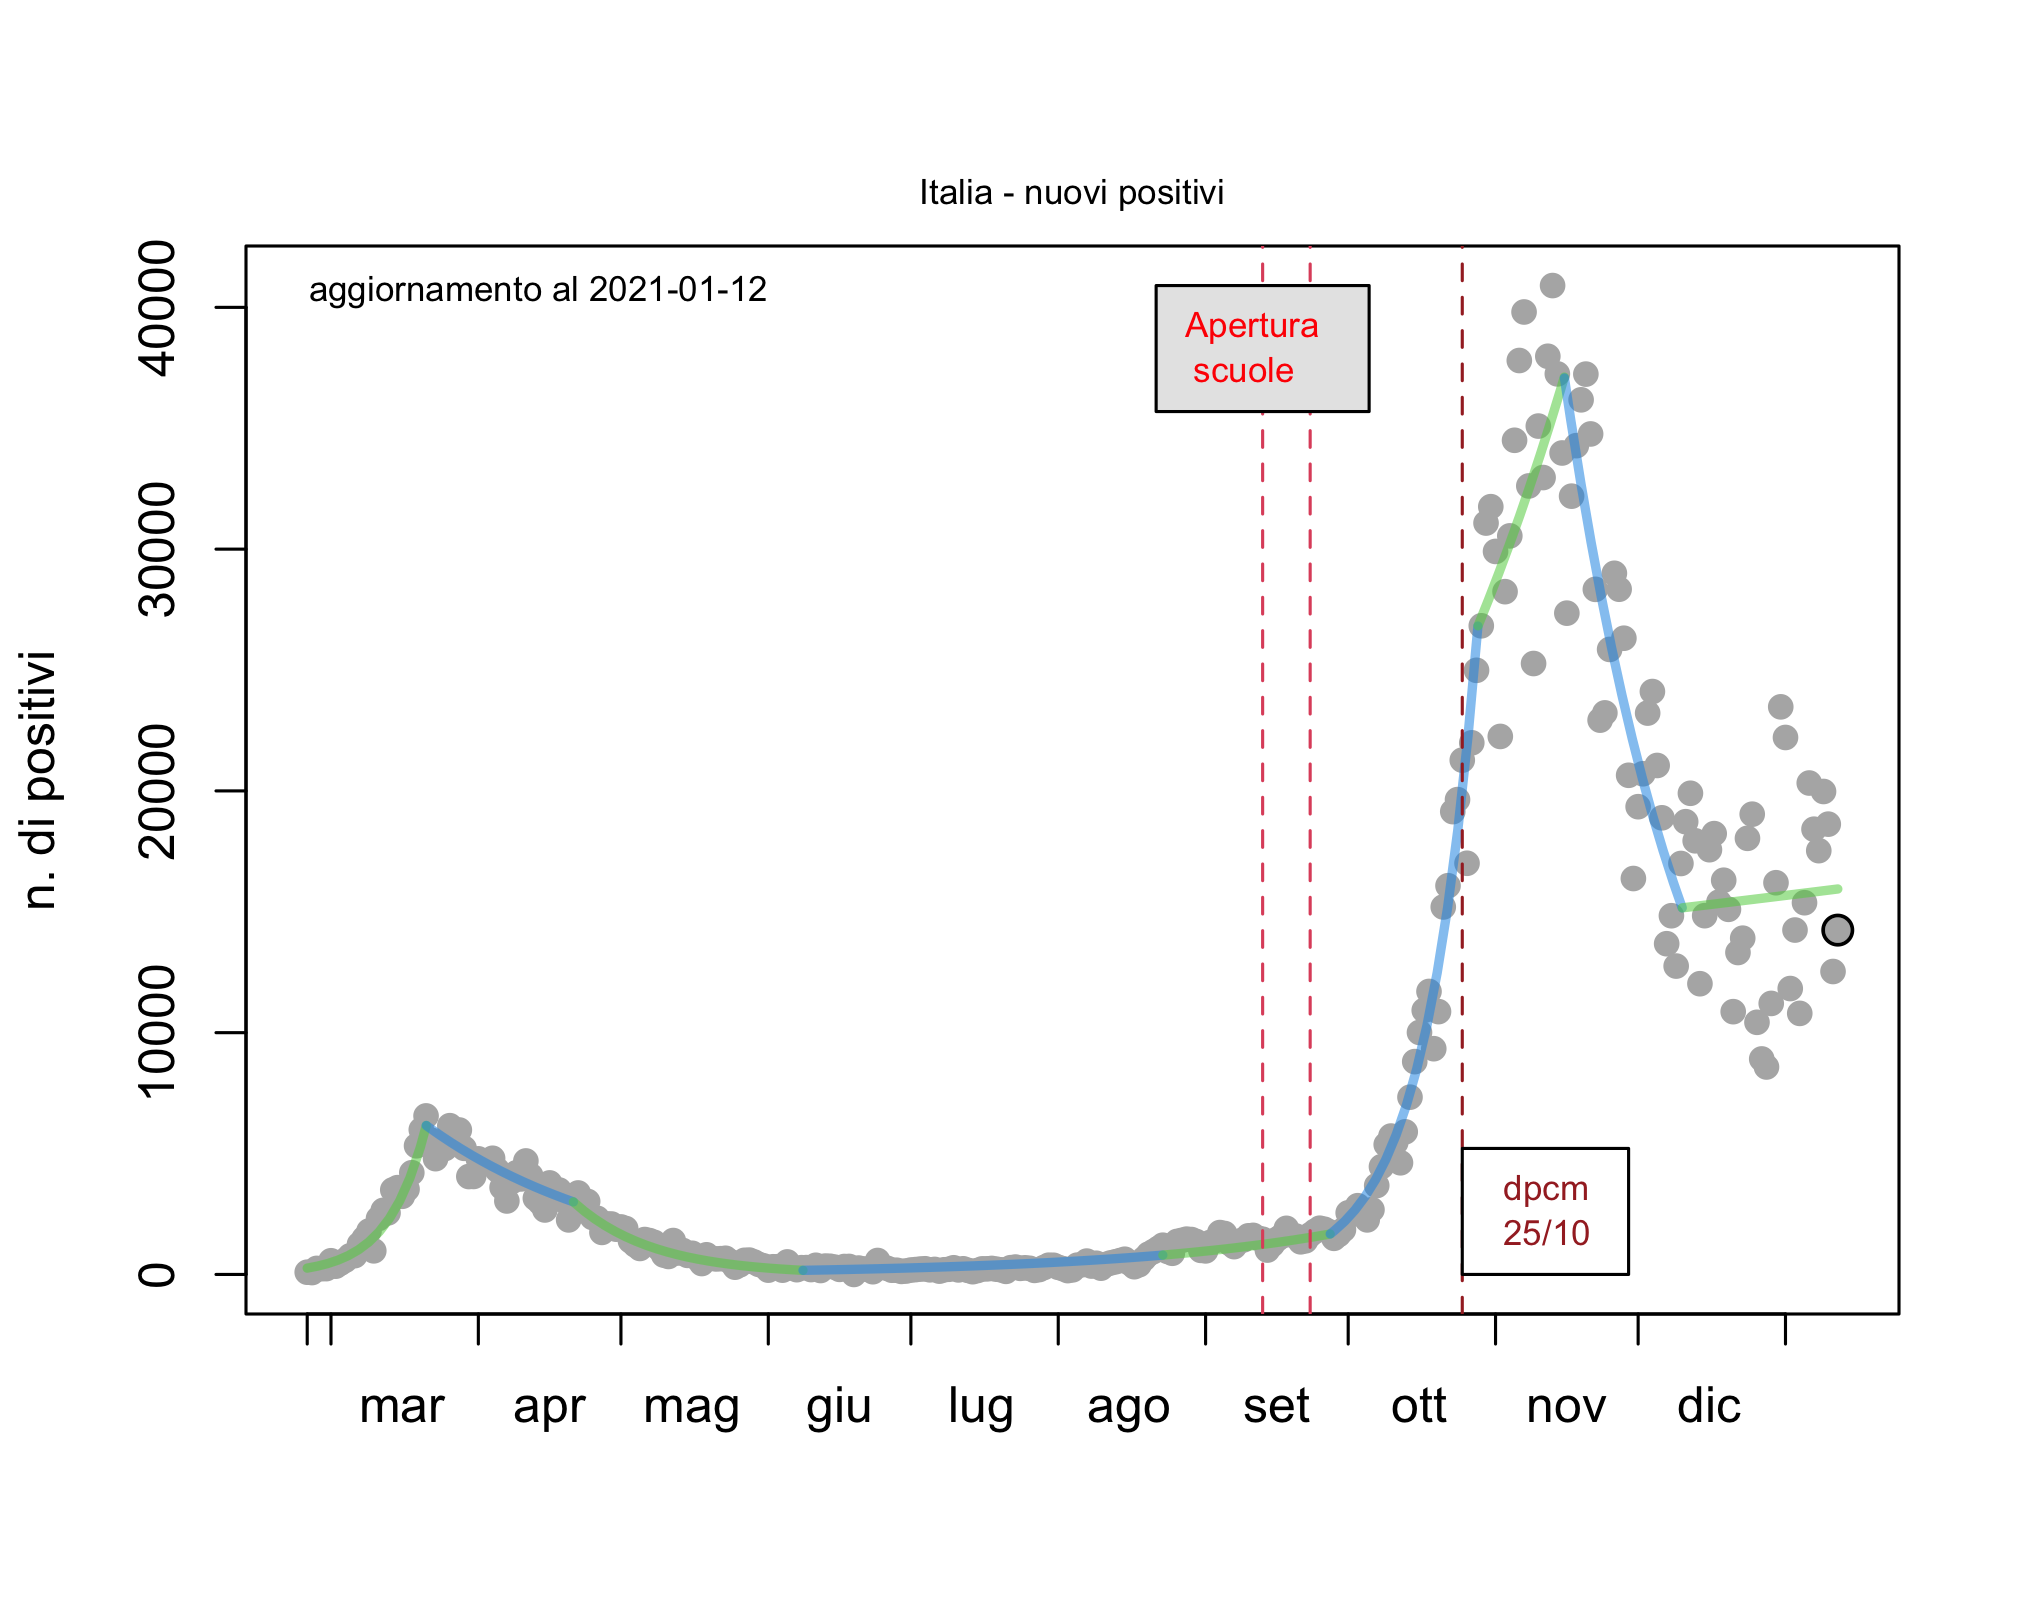 Italia - nuovi positivi
aggiornamento al 2021-01-12
Apertura
scuole
dpcm
25/10
n. di positivi
40000
30000
20000
10000
0
mar apr mag giu lug ago set ott nov dic